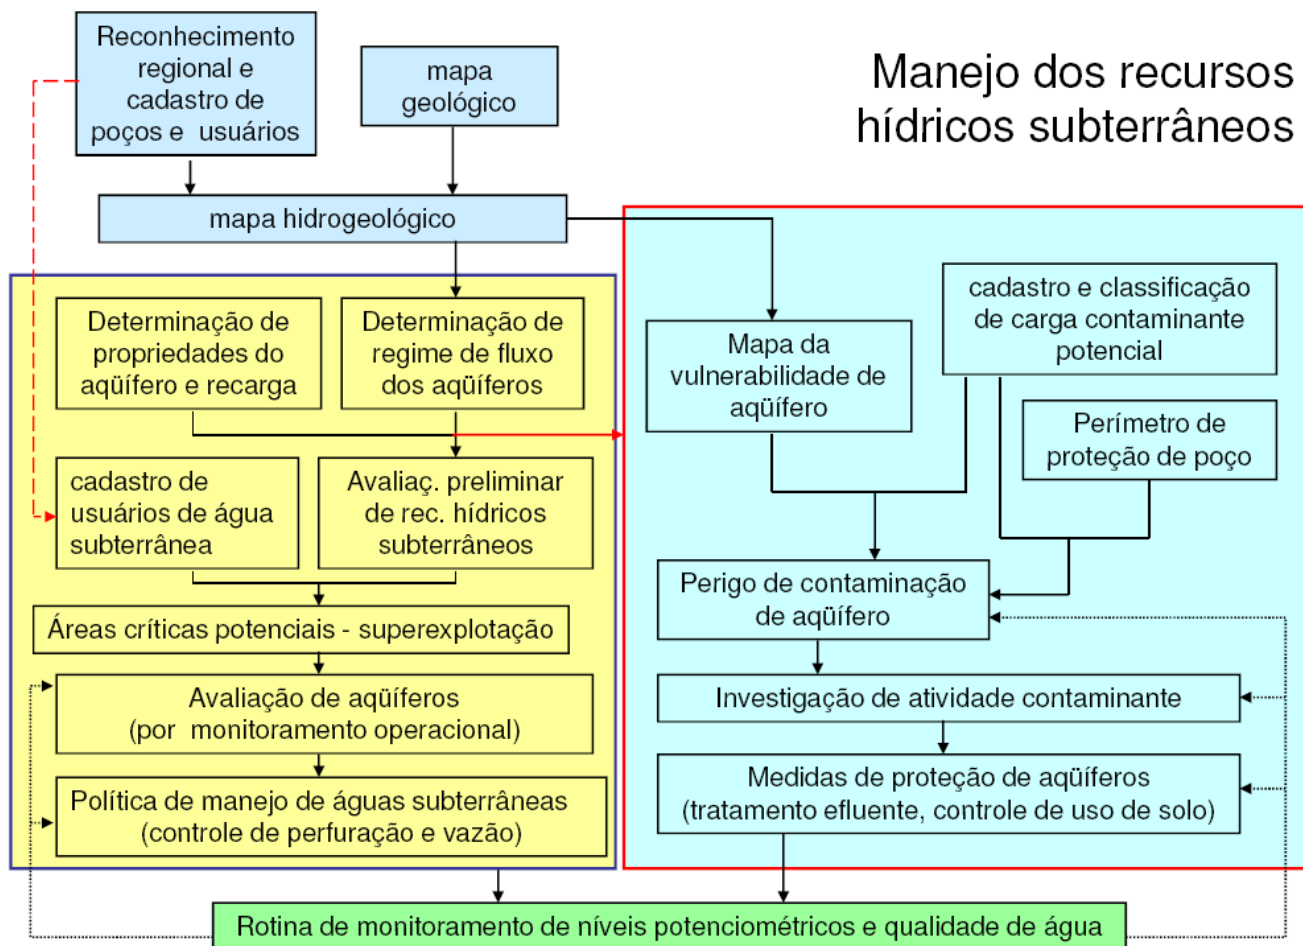 Manejo dos recursos
hídricos subterrâneos
Reconhecimento
regional e
cadastro de
poços e usuários
mapa
geológico
mapa hidrogeológico
Determinação de
propriedades do
aqüífero e recarga
Determinação de
regime de fluxo
dos aqüíferos
cadastro de
usuários de água
subterrânea
Avaliaç. preliminar
de rec. hídricos
subterrâneos
Áreas críticas potenciais - superexplotação
Avaliação de aqüíferos
(por monitoramento operacional)
Política de manejo de águas subterrâneas
(controle de perfuração e vazão)
Mapa da
vulnerabilidade de
aqüífero
cadastro e classificação
de carga contaminante
potencial
Perímetro de
proteção de poço
Perigo de contaminação
de aqüífero
Investigação de atividade contaminante
Medidas de proteção de aqüíferos
(tratamento efluente, controle de uso de solo)
Rotina de monitoramento de níveis potenciométricos e qualidade de água